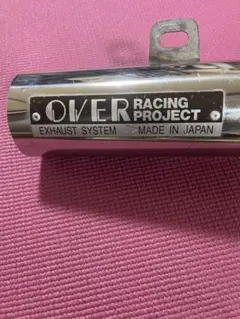 OVER RACING
PROJECT
EXHAUST SYSTEM MADE IN JAPAN